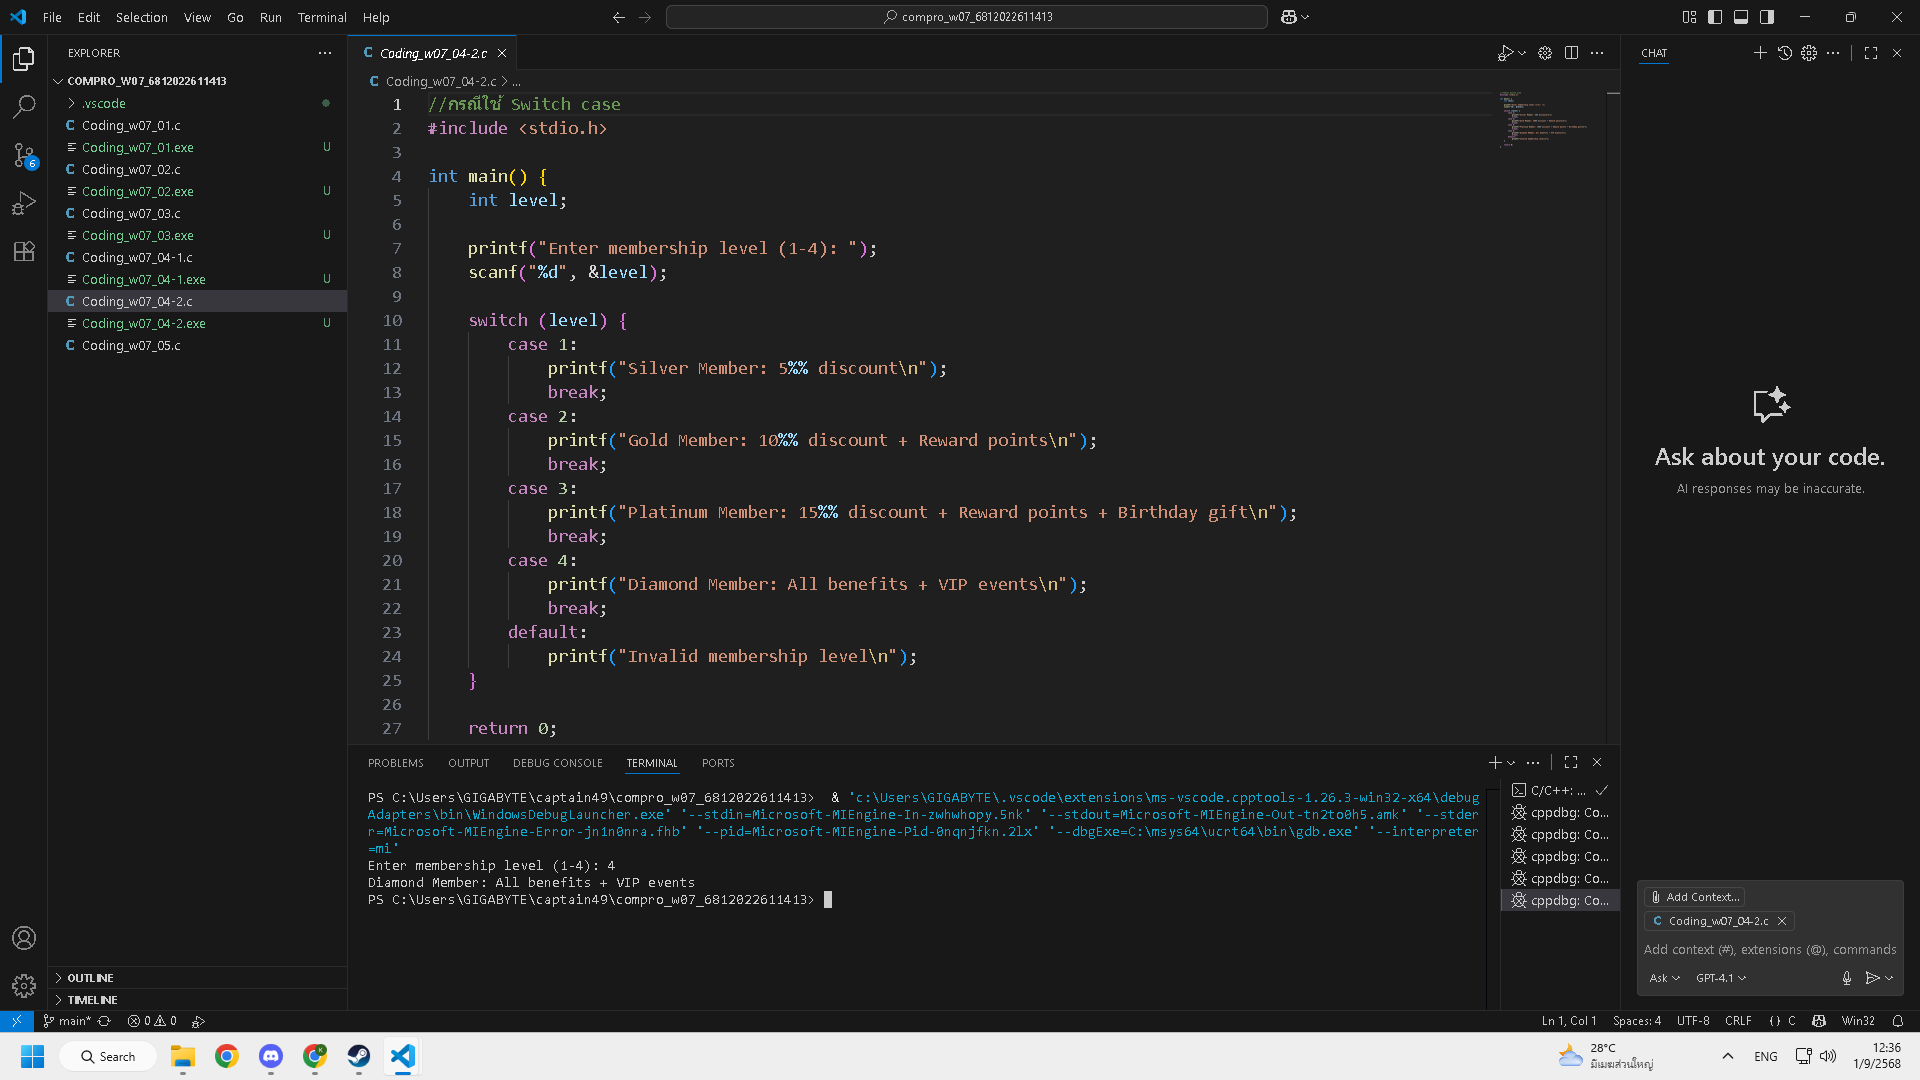 File Edit Selection View Go Run Terminal Help
compro_w07_6812022611413
EXPLORER
COMPRO_W07_6812022611413
.vscode
Coding_w07_01.c
Coding_w07_01.exe U
Coding_w07_02.c
Coding_w07_02.exe U
Coding_w07_03.c
Coding_w07_03.exe U
Coding_w07_04-1.c
Coding_w07_04-1.exe U
Coding_w07_04-2.c
Coding_w07_04-2.exe U
Coding_w07_05.c
OUTLINE
TIMELINE
6
Coding_w07_04-2.c
Coding_w07_04-2.c > ...
1 //กรณีใช้ Switch case
2 #include <stdio.h>
3
4 int main() {
5 int level;
6
7 printf("Enter membership level (1-4): ");
8 scanf("%d", &level);
9
10 switch (level) {
11 case 1:
12 printf("Silver Member: 5%% discount\n");
13 break;
14 case 2:
15 printf("Gold Member: 10%% discount + Reward points\n");
16 break;
17 case 3:
18 printf("Platinum Member: 15%% discount + Reward points + Birthday gift\n");
19 break;
20 case 4:
21 printf("Diamond Member: All benefits + VIP events\n");
22 break;
23 default:
24 printf("Invalid membership level\n");
25 }
26
27 return 0;
PROBLEMS OUTPUT DEBUG CONSOLE TERMINAL PORTS
PS C:\Users\GIGABYTE\captain49\compro_w07_6812022611413> & 'c:\Users\GIGABYTE\.vscode\extensions\ms-vscode.cpptools-1.26.3-win32-x64\debug
Adapters\bin\WindowsDebugLauncher.exe' '--stdin=Microsoft-MIEngine-In-zwhwhopy.5nk' '--stdout=Microsoft-MIEngine-Out-tn2to0h5.amk' '--stder
r=Microsoft-MIEngine-Error-jn1n0nra.fhb' '--pid=Microsoft-MIEngine-Pid-0nqnjfkn.2lx' '--dbgExe=C:\msys64\ucrt64\bin\gdb.exe' '--interpreter
=mi'
Enter membership level (1-4): 4
Diamond Member: All benefits + VIP events
PS C:\Users\GIGABYTE\captain49\compro_w07_6812022611413>
C/C++: ...
cppdbg: Co...
cppdbg: Co...
cppdbg: Co...
cppdbg: Co...
cppdbg: Co...
CHAT
Ask about your code.
AI responses may be inaccurate.
Add Context...
Coding_w07_04-2.c
Add context (#), extensions (@), commands
Ask GPT-4.1
main* 0 0
Ln 1, Col 1 Spaces: 4 UTF-8 CRLF {} C Win32
Search
28°C
มีเมฆส่วนใหญ่
ENG
12:36
1/9/2568